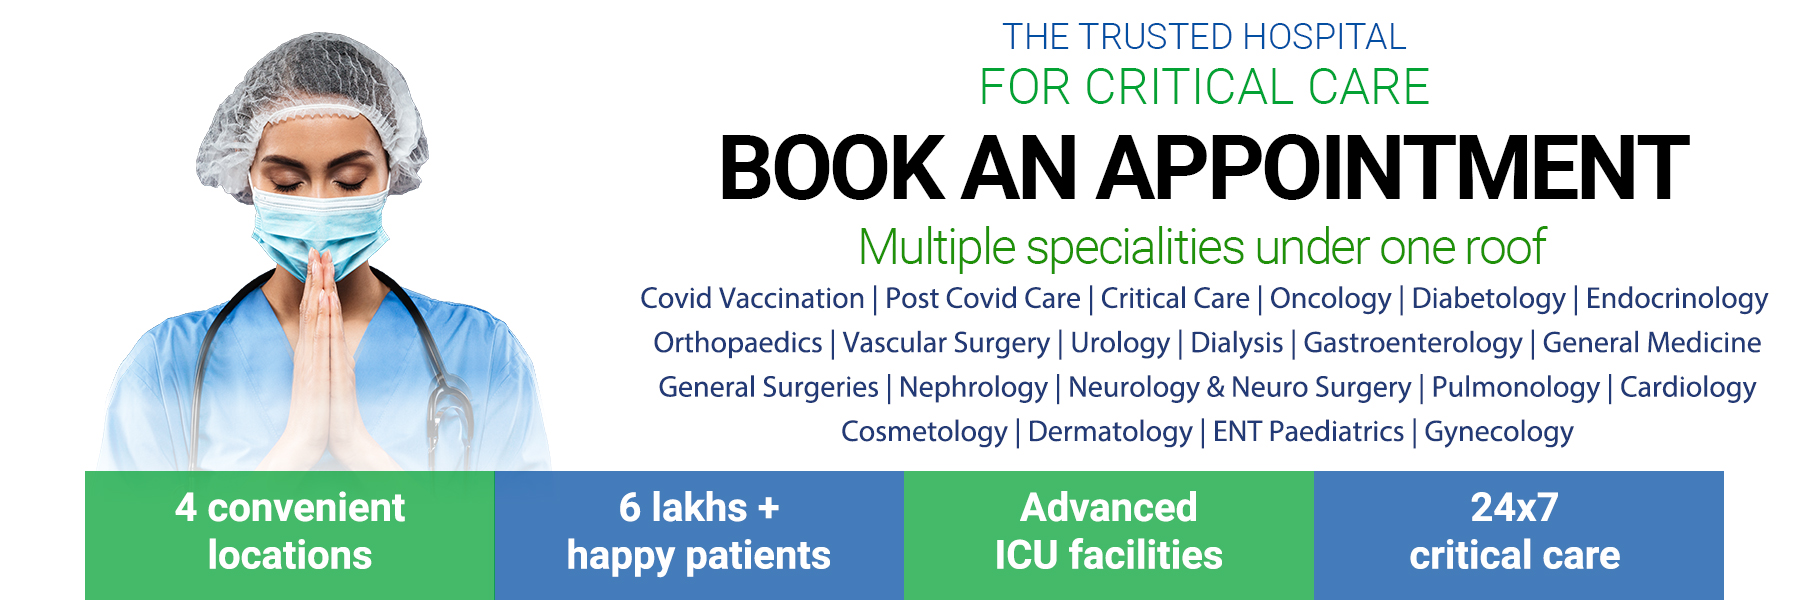 THE TRUSTED HOSPITAL
FOR CRITICAL CARE
BOOK AN APPOINTMENT
Multiple specialities under one roof
Covid Vaccination | Post Covid Care | Critical Care | Oncology | Diabetology | Endocrinology
Orthopaedics | Vascular Surgery | Urology | Dialysis | Gastroenterology | General Medicine
General Surgeries | Nephrology | Neurology & Neuro Surgery | Pulmonology | Cardiology
Cosmetology | Dermatology | ENT Paediatrics | Gynecology
4 convenient
locations
6 lakhs +
happy patients
Advanced
ICU facilities
24x7
critical care